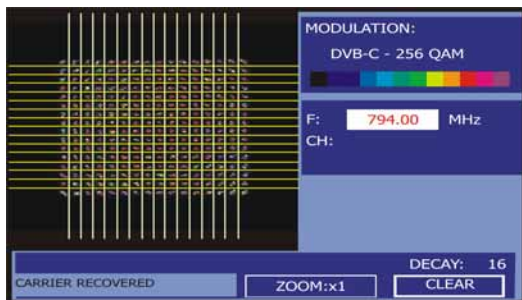 MODULATION:
DVB-C - 256 QAM
F: 794.00 MHz
CH:
DECAY: 16
CARRIER RECOVERED
ZOOM:x1
CLEAR